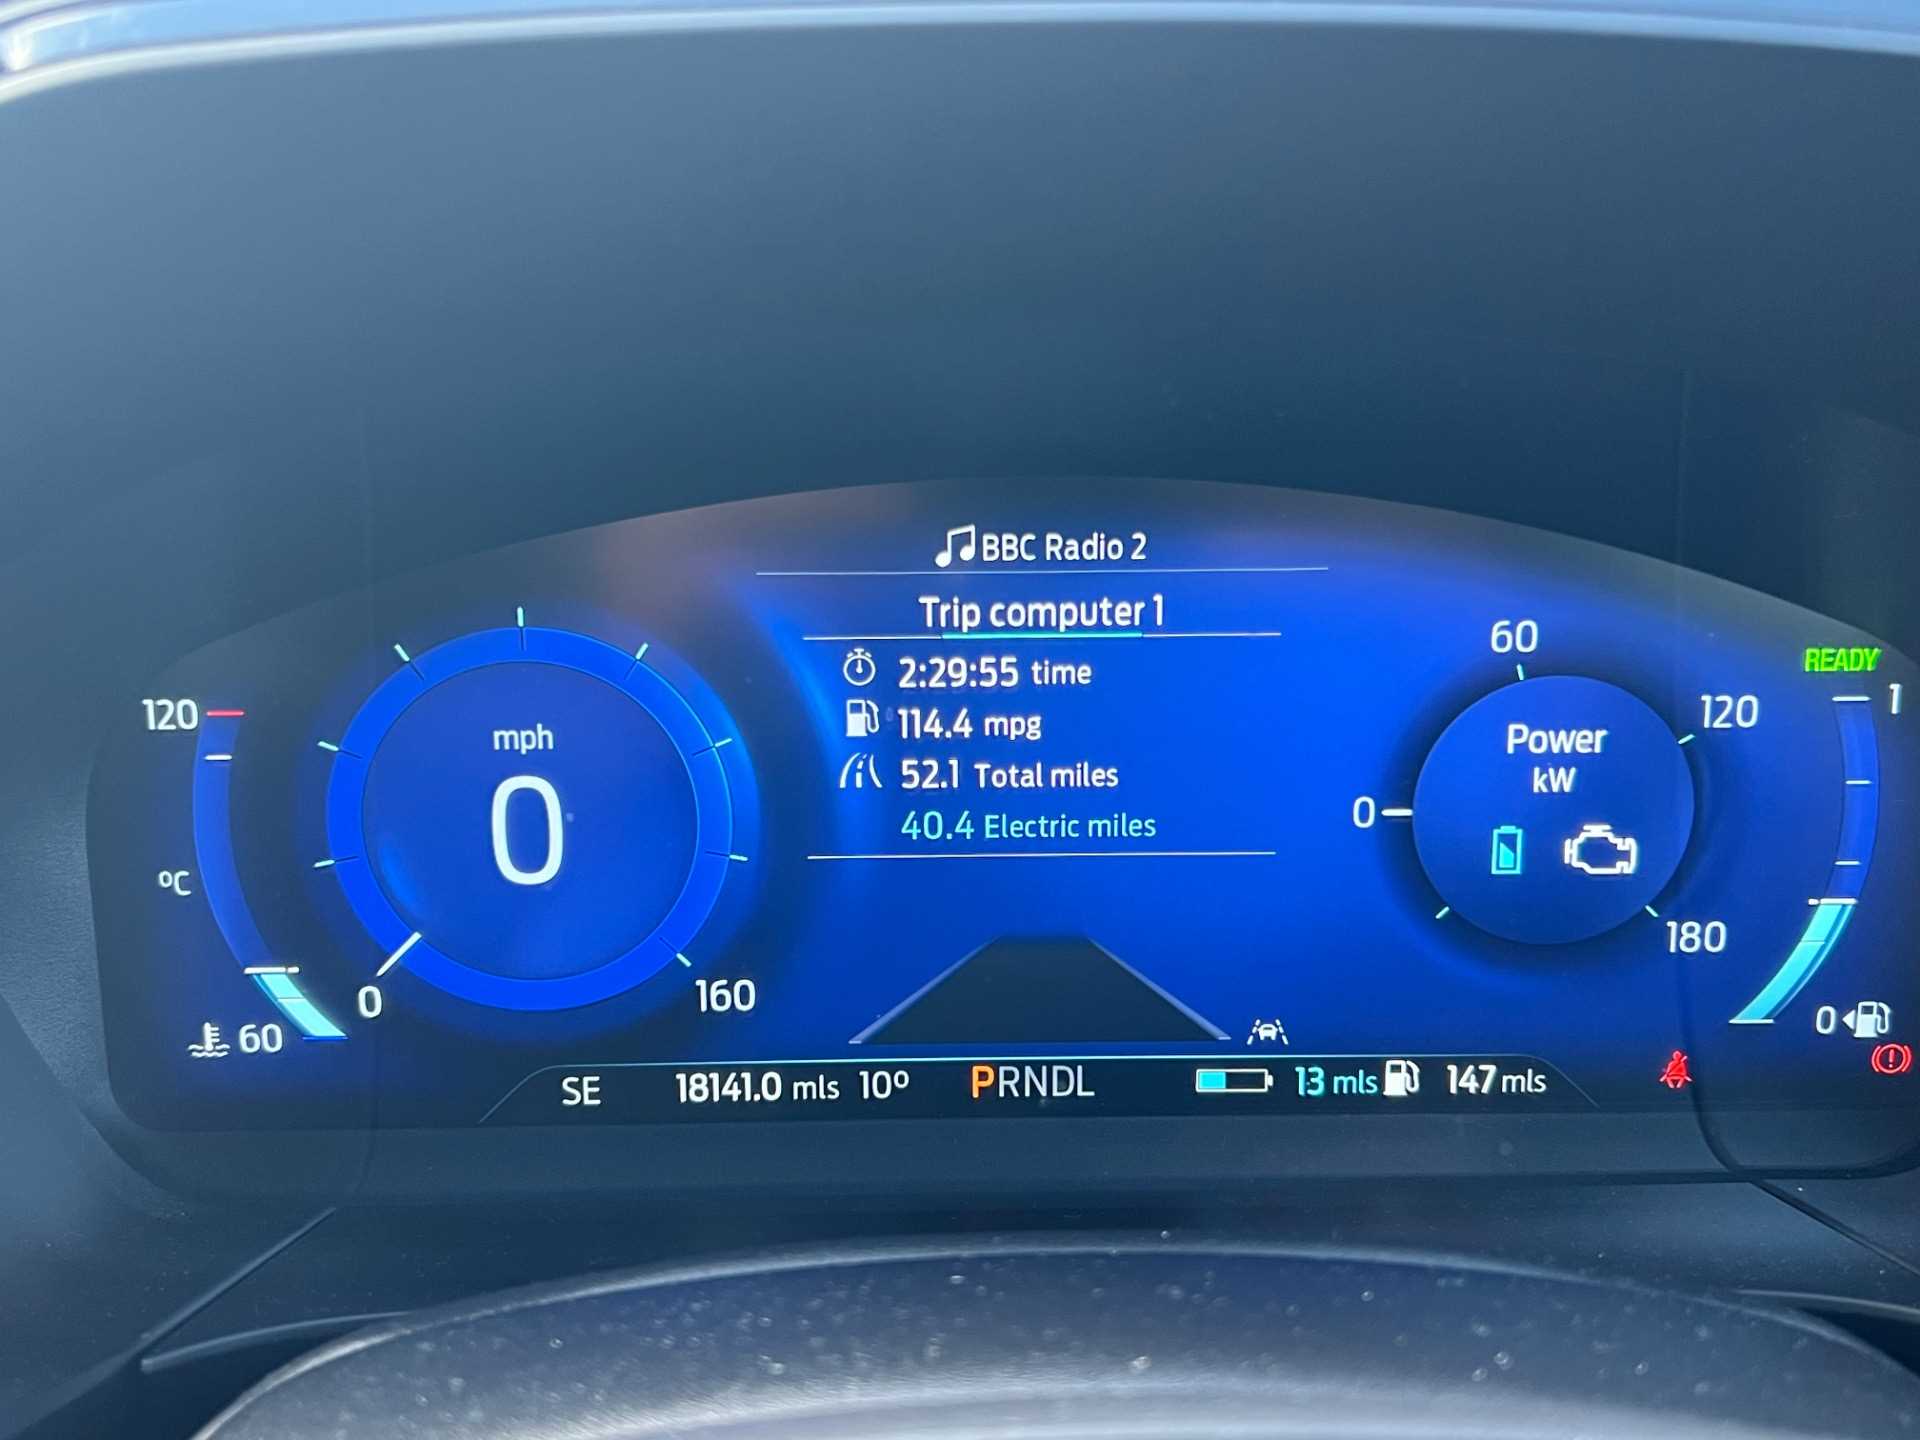 BBC Radio 2
Trip computer 1
2:29:55 time
114.4 mpg
52.1 Total miles
40.4 Electric miles
120
ºC
60
mph
0
0
160
Power
kW
0
60
120
180
READY
1
0
SE 18141.0 mls 10º PRNDL 13 mls 147 mls